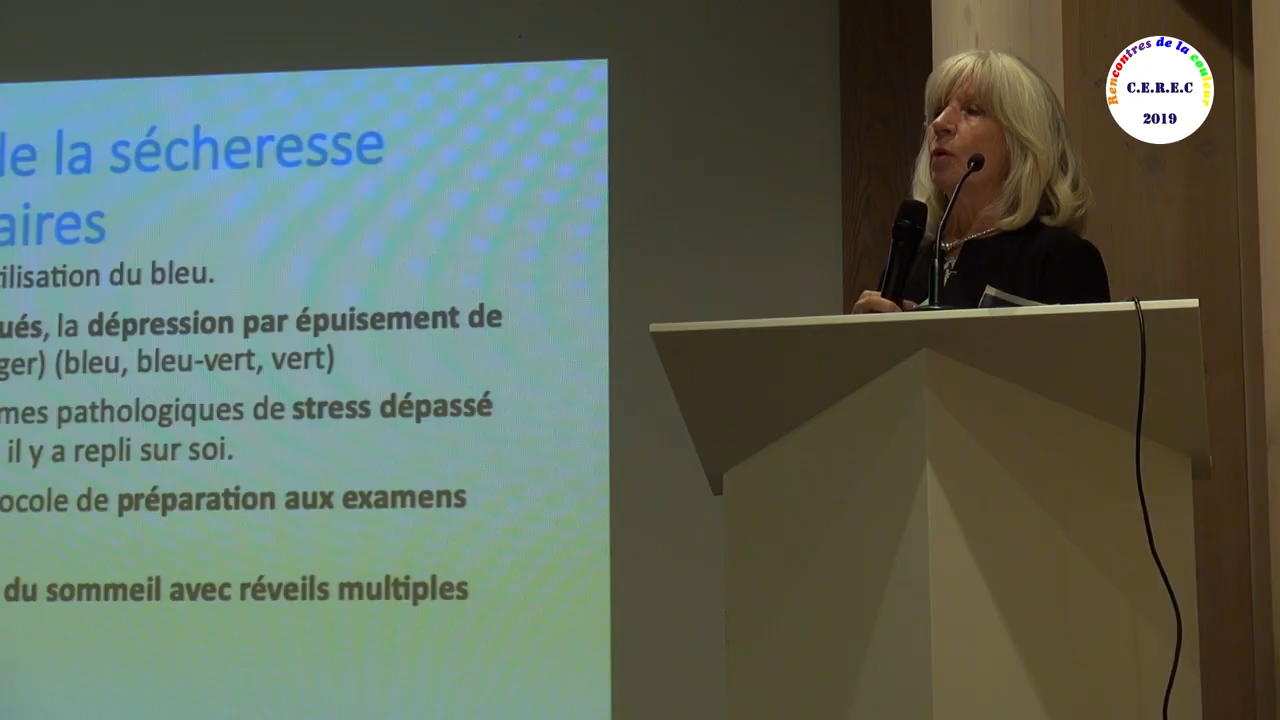 de la sécheresse
aires
tilisation du bleu.
ués, la dépression par épuisement de
ger) (bleu, bleu-vert, vert)
mes pathologiques de stress dépassé
il y a repli sur soi.
ocole de préparation aux examens
du sommeil avec réveils multiples
Rencontres de la couleur
C.E.R.E.C
2019